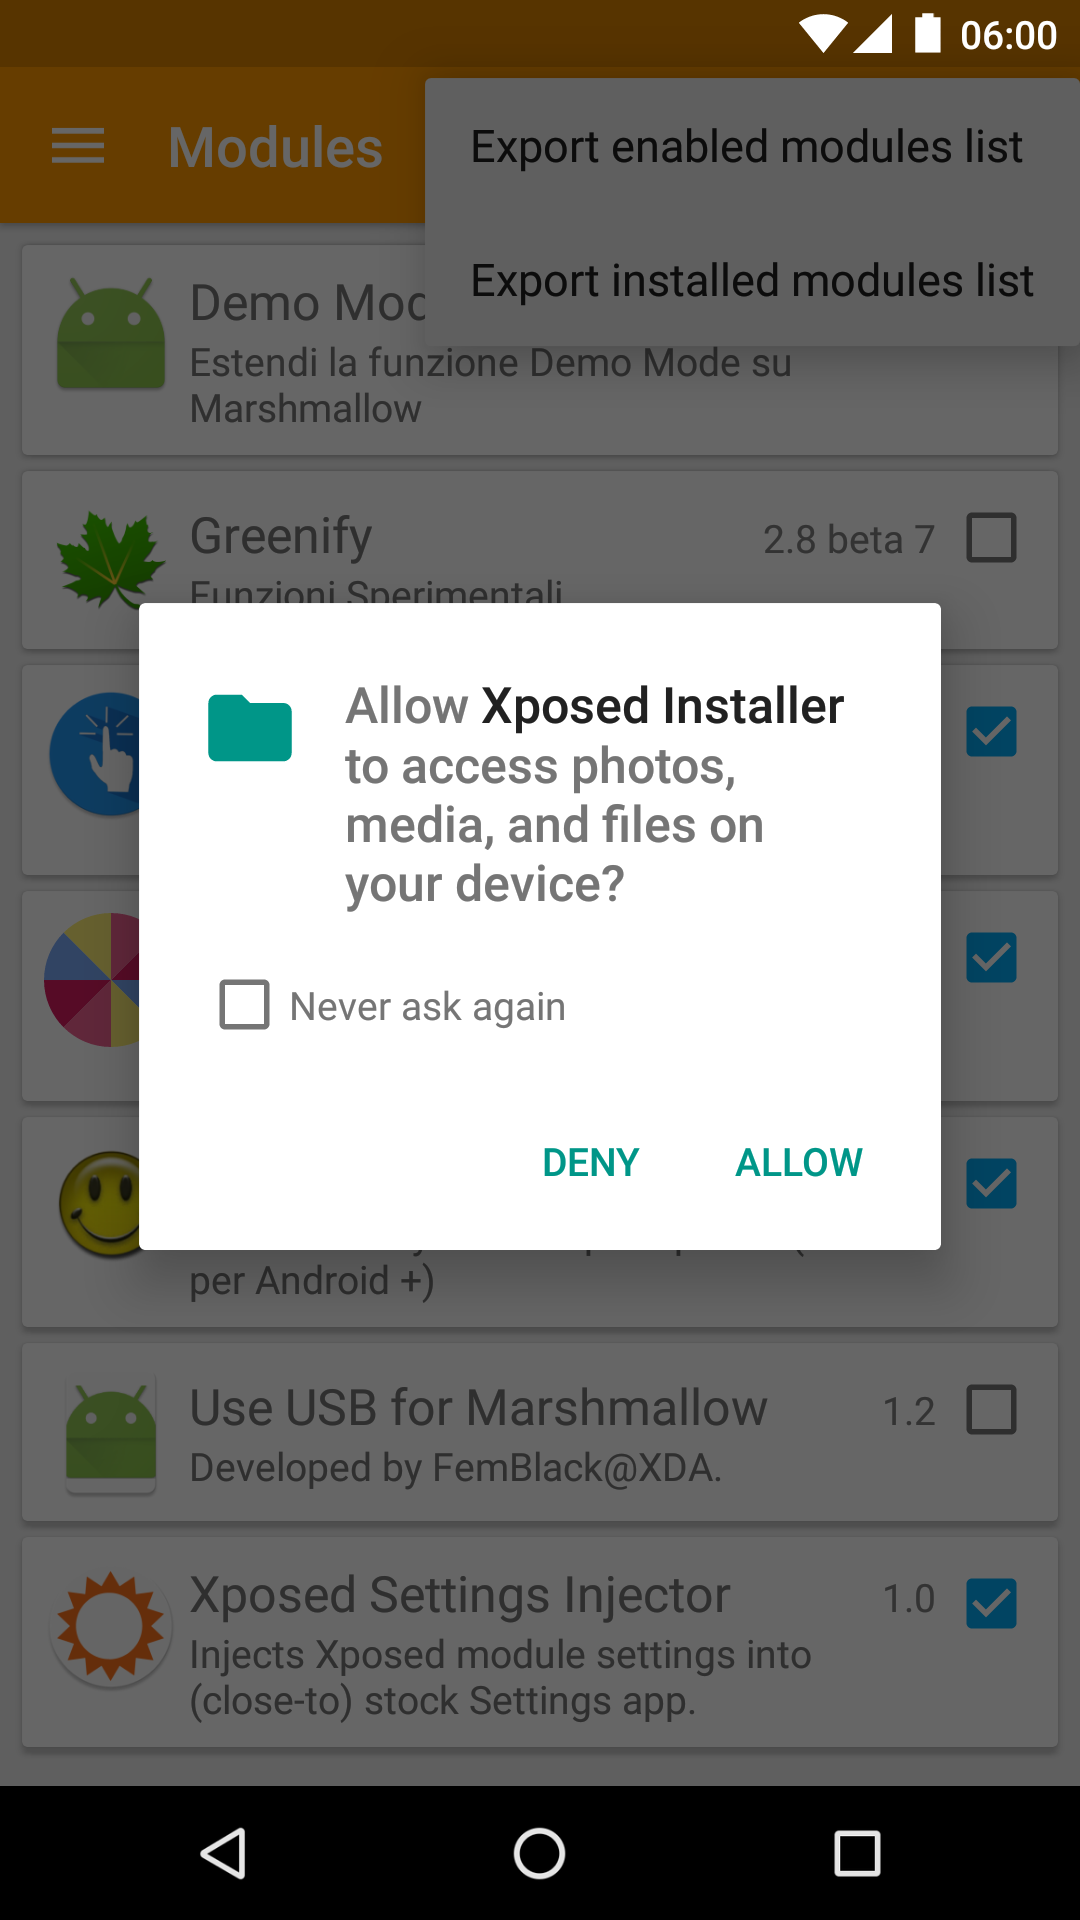 06:00
Modules
Export enabled modules list
Export installed modules list
Demo Mod
Estendi la funzione Demo Mode su
Marshmallow
Greenify
2.8 beta 7
Funzioni Sperimentali
Allow Xposed Installer
to access photos,
media, and files on
your device?
Never ask again
DENY
ALLOW
per Android +)
Use USB for Marshmallow
1.2
Developed by FemBlack@XDA.
Xposed Settings Injector
1.0
Injects Xposed module settings into
(close-to) stock Settings app.